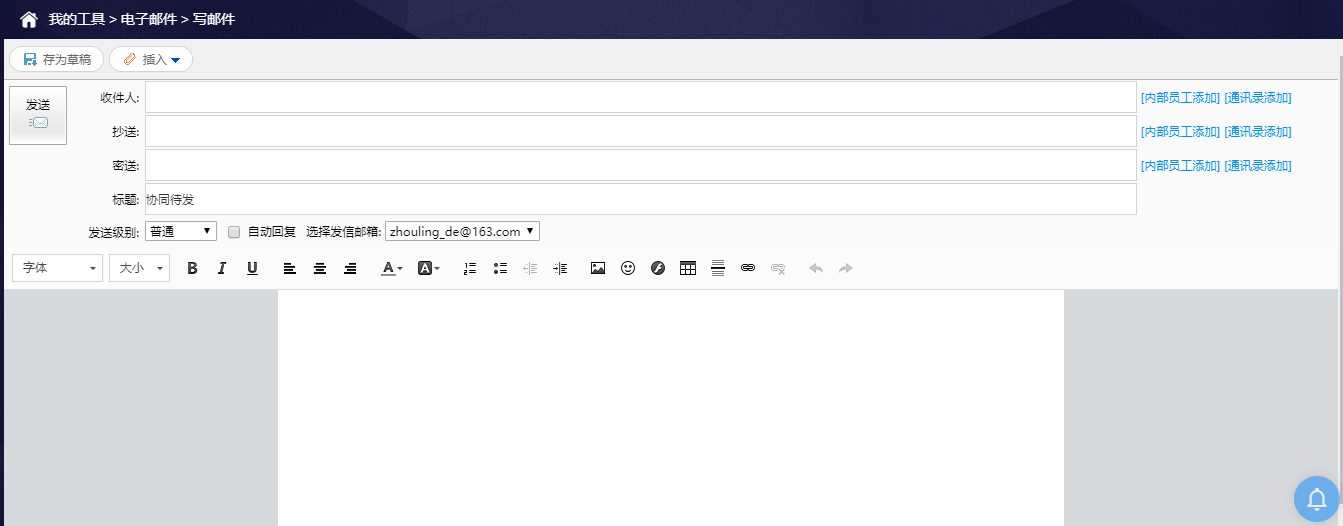 我的工具 > 电子邮件 > 写邮件
存为草稿 插入
发送
收件人: [内部员工添加] [通讯录添加]
抄送: [内部员工添加] [通讯录添加]
密送: [内部员工添加] [通讯录添加]
标题: 协同待发
发送级别: 普通 自动回复 选择发信邮箱: zhouling_de@163.com
字体 大小 B I U A A